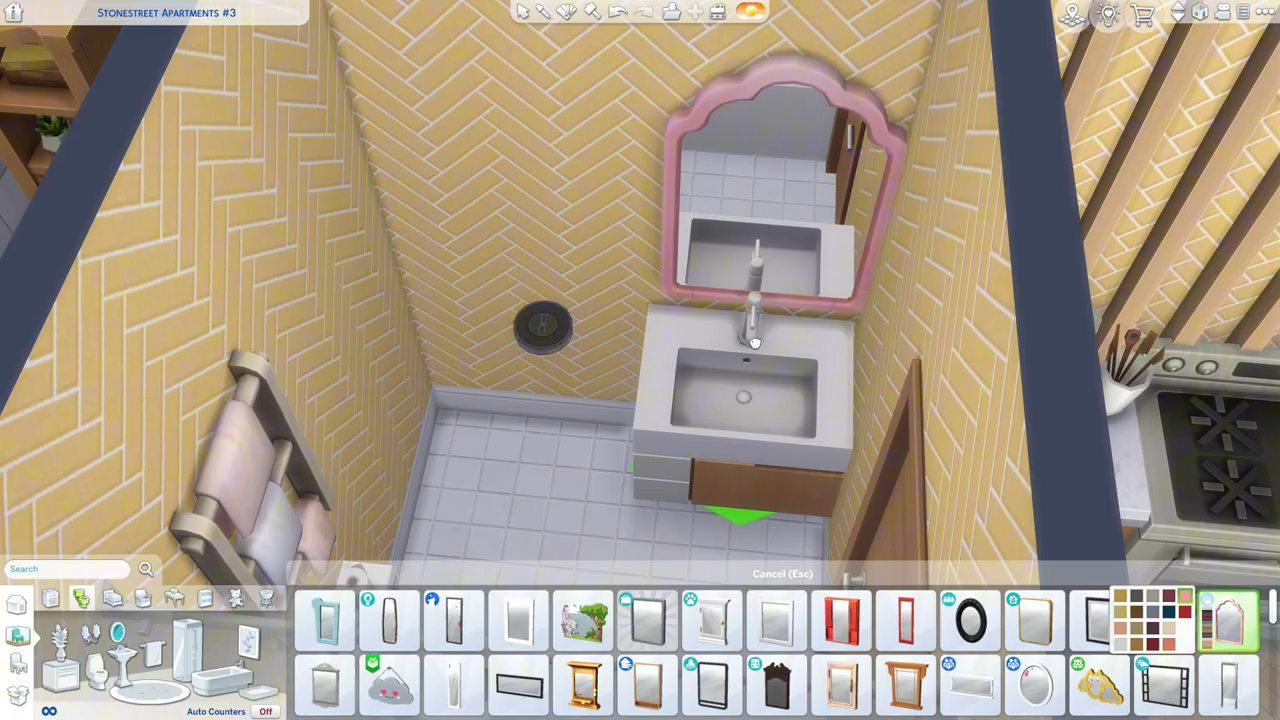 STONESTREET APARTMENTS #3
Cancel (Esc)
Search
Auto Counters
Off